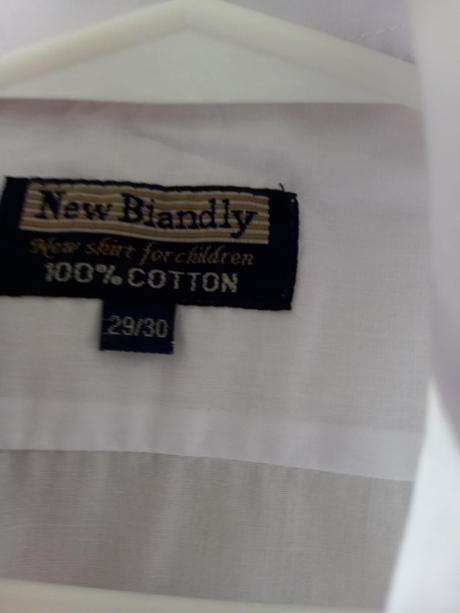 New Biandly
New shirt for children
100% COTTON
29/30